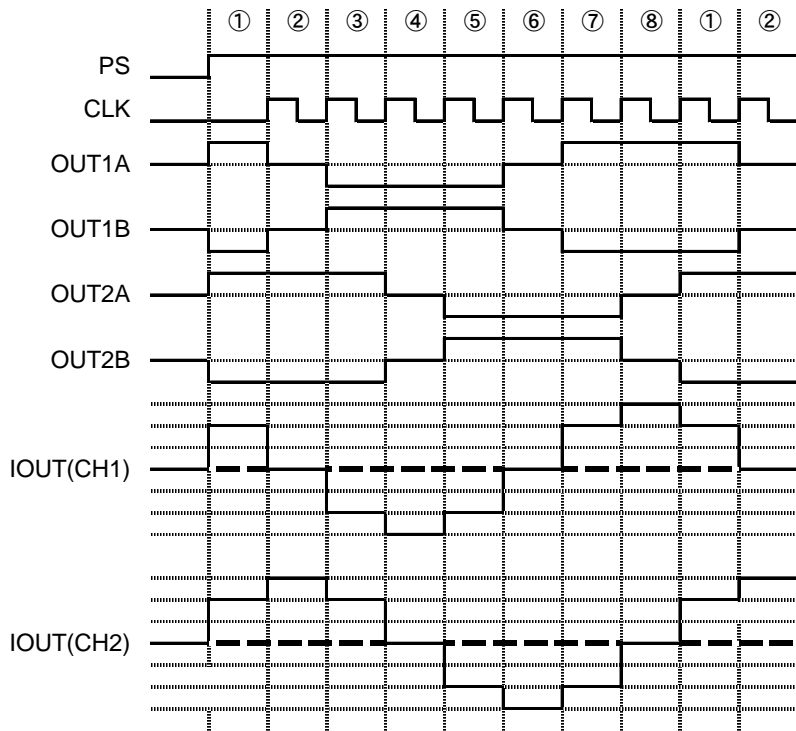 ① ② ③ ④ ⑤ ⑥ ⑦ ⑧ ① ②
PS
CLK
OUT1A
OUT1B
OUT2A
OUT2B
IOUT(CH1)
IOUT(CH2)